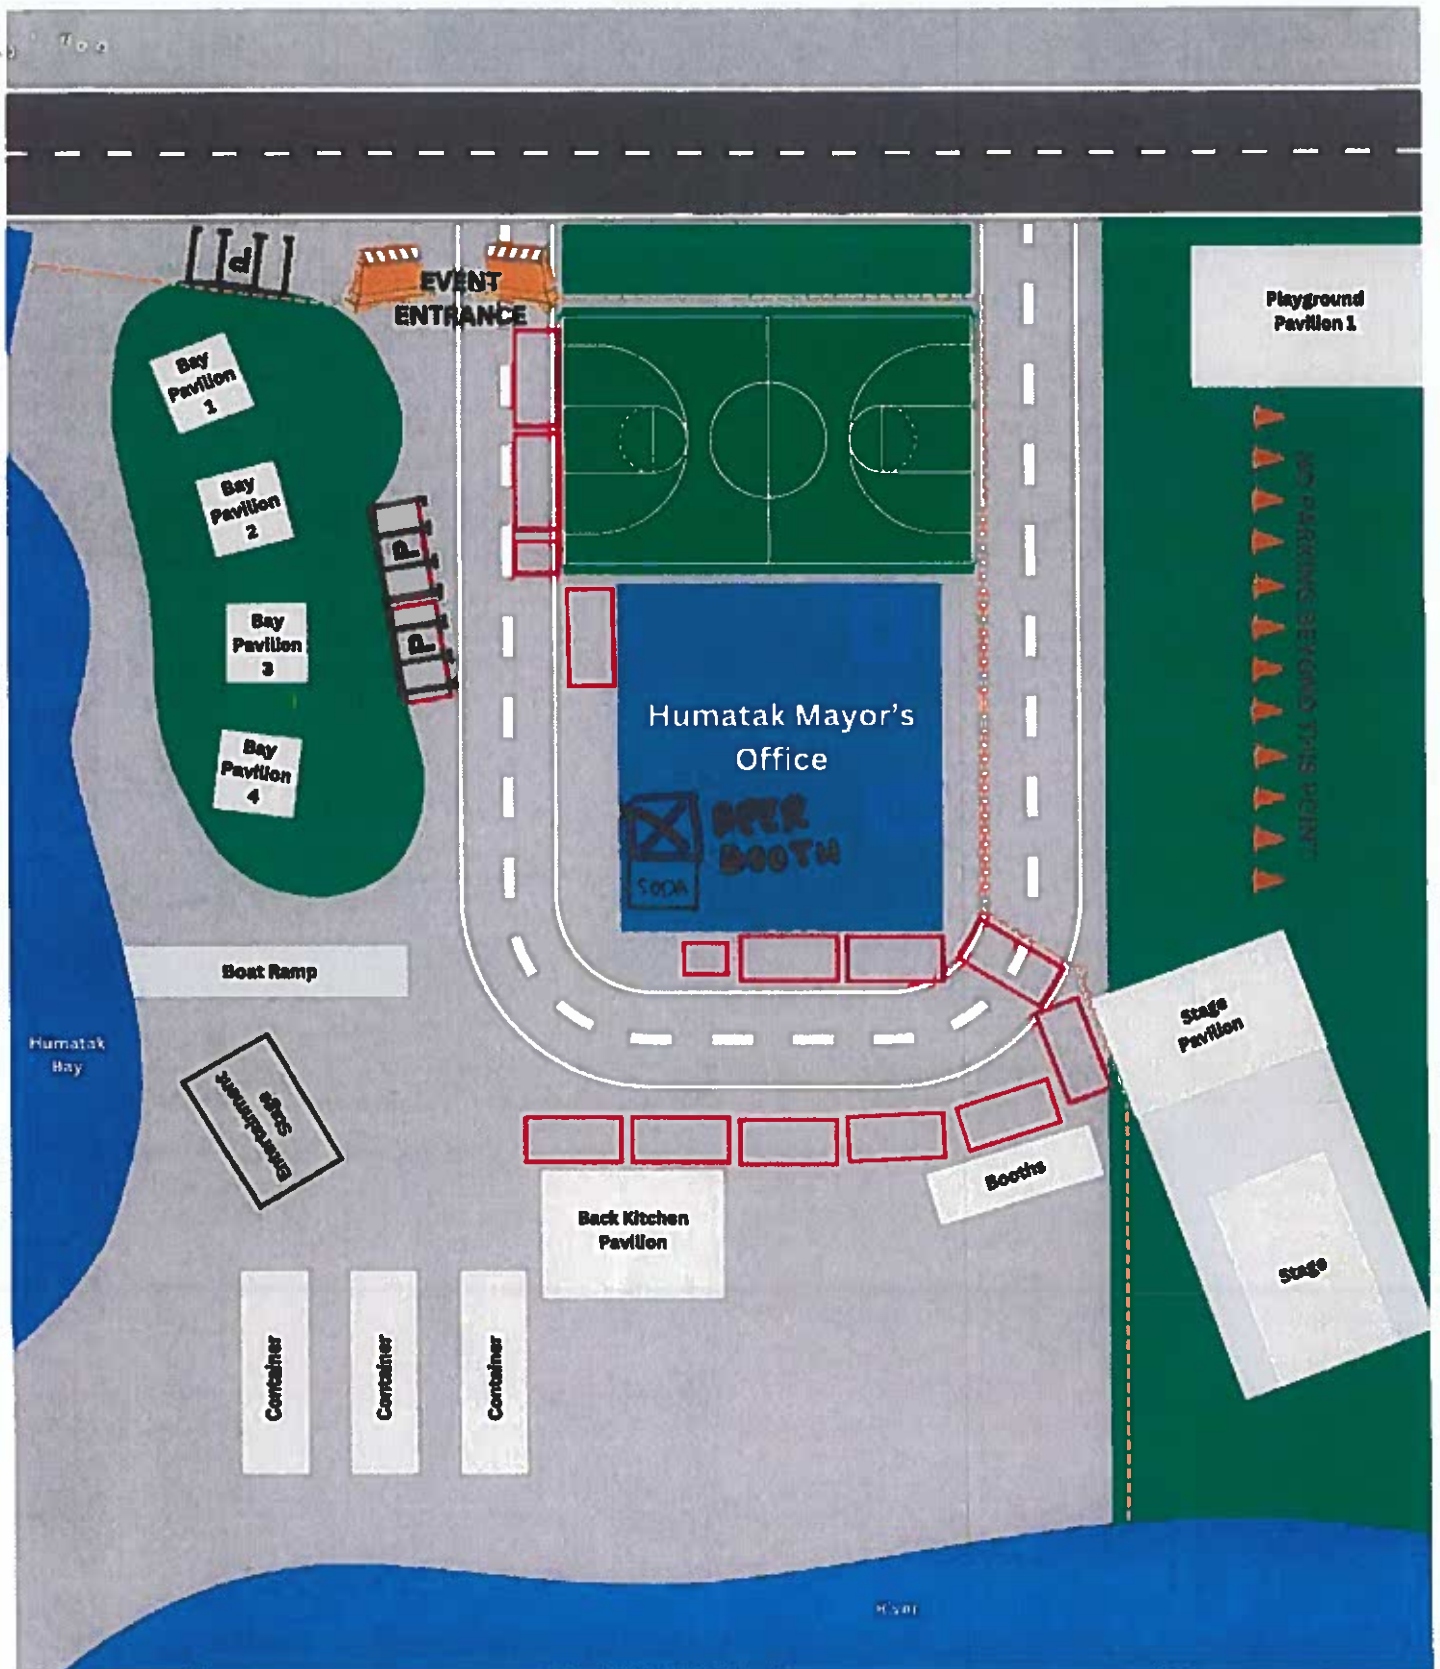 P
EVENT
ENTRANCE
Playground
Pavilion 1
Bay
Pavilion
1
Bay
Pavilion
2
P
P
Bay
Pavilion
3
Bay
Pavilion
4
NO PARKING BEYOND THIS POINT
Humatak Mayor's
Office
BEER
BOOTH
SODA
Boat Ramp
Humatak
Bay
Entertainment
Stage
Stage
Pavilion
Booths
Back Kitchen
Pavilion
Stage
Container
Container
Container
River